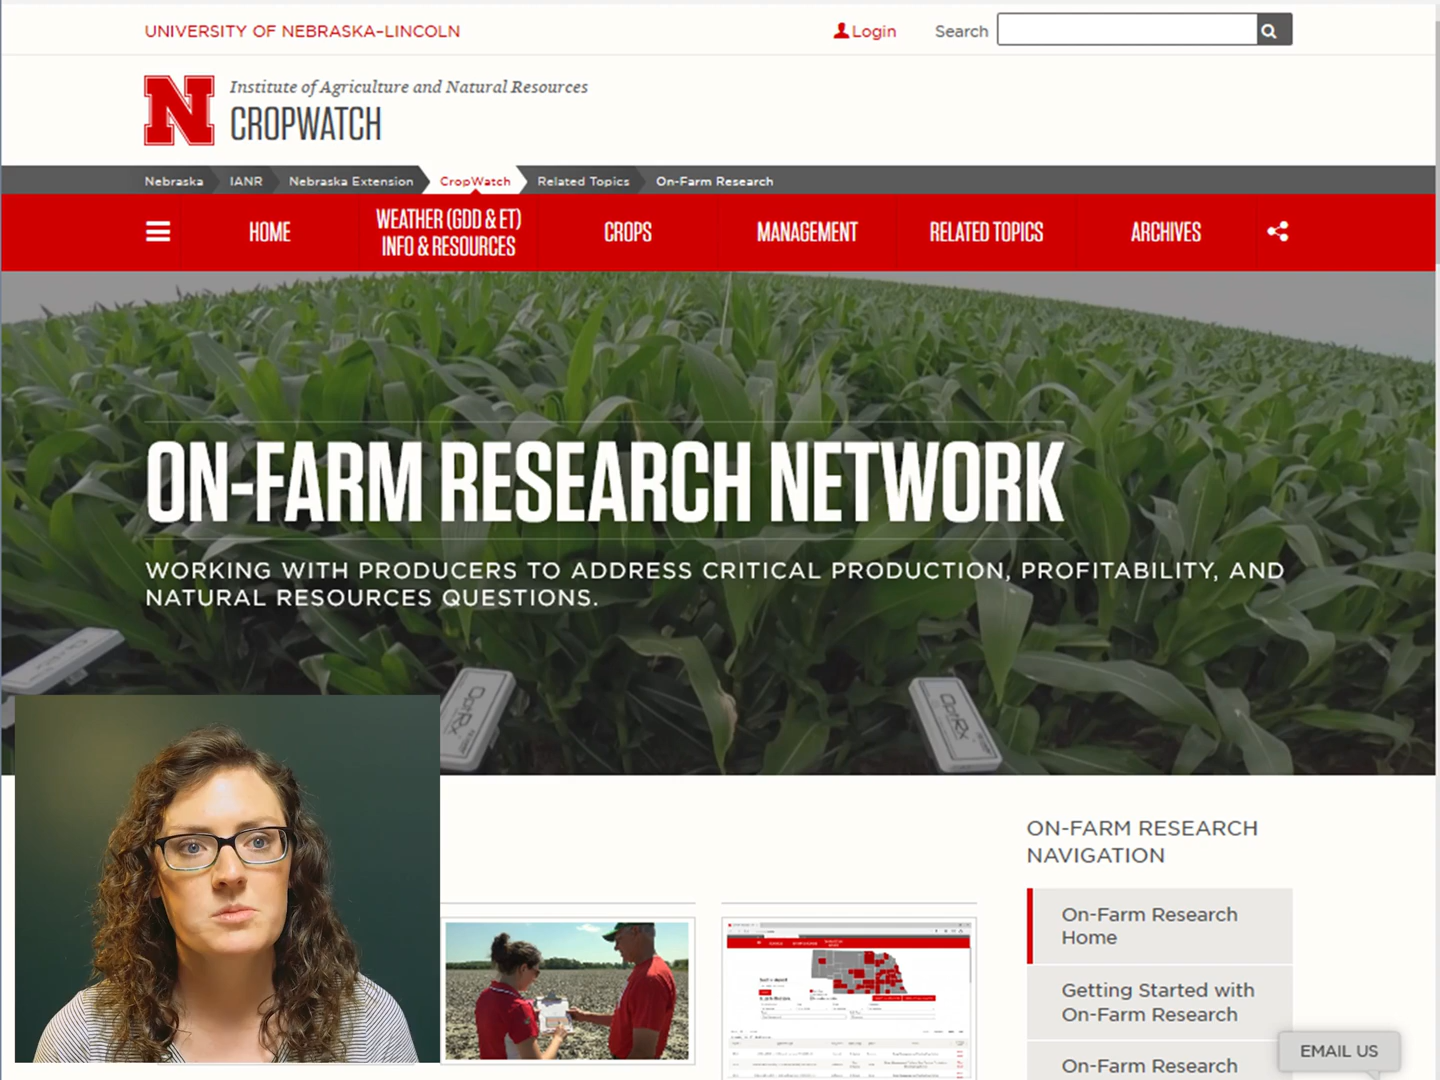 UNIVERSITY OF NEBRASKA–LINCOLN
Login
Search
N
Institute of Agriculture and Natural Resources
CROPWATCH
Nebraska
IANR
Nebraska Extension
CropWatch
Related Topics
On-Farm Research
HOME
WEATHER (GDD & ET)
INFO & RESOURCES
CROPS
MANAGEMENT
RELATED TOPICS
ARCHIVES
ON-FARM RESEARCH NETWORK
WORKING WITH PRODUCERS TO ADDRESS CRITICAL PRODUCTION, PROFITABILITY, AND
NATURAL RESOURCES QUESTIONS.
OptRx
OptRx
ON-FARM RESEARCH
NAVIGATION
On-Farm Research
Home
Getting Started with
On-Farm Research
On-Farm Research
EMAIL US